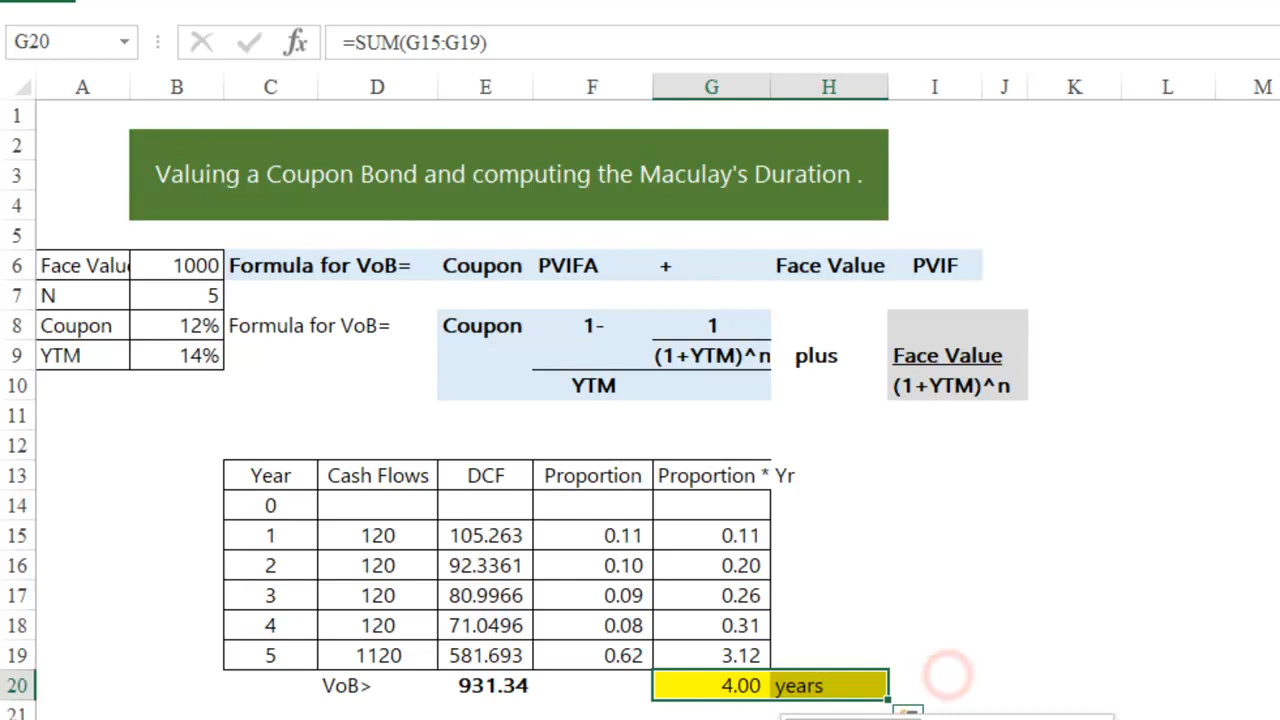 G20 =SUM(G15:G19)
A B C D E F G H I J K L M
1
2
3 Valuing a Coupon Bond and computing the Maculay's Duration .
4
5
6 Face Valu 1000 Formula for VoB= Coupon PVIFA + Face Value PVIF
7 N 5
8 Coupon 12% Formula for VoB= Coupon 1- 1
9 YTM 14% (1+YTM)^n plus Face Value
10 YTM (1+YTM)^n
11
12
13 Year Cash Flows DCF Proportion Proportion * Yr
14 0
15 1 120 105.263 0.11 0.11
16 2 120 92.3361 0.10 0.20
17 3 120 80.9966 0.09 0.26
18 4 120 71.0496 0.08 0.31
19 5 1120 581.693 0.62 3.12
20 VoB> 931.34 4.00 years
21